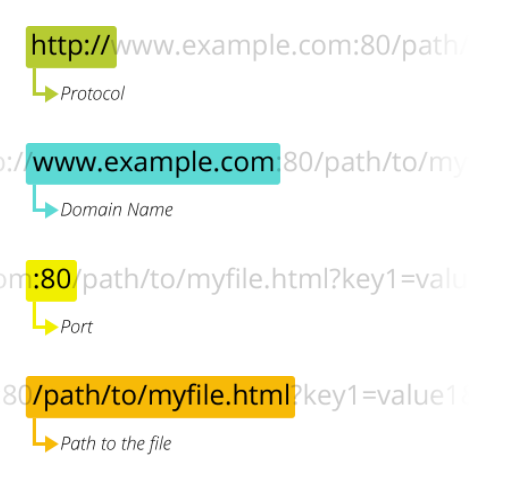 http://www.example.com:80/path/
Protocol
p://www.example.com:80/path/to/my
Domain Name
om:80/path/to/myfile.html?key1=valu
Port
80/path/to/myfile.html?key1=value1
Path to the file